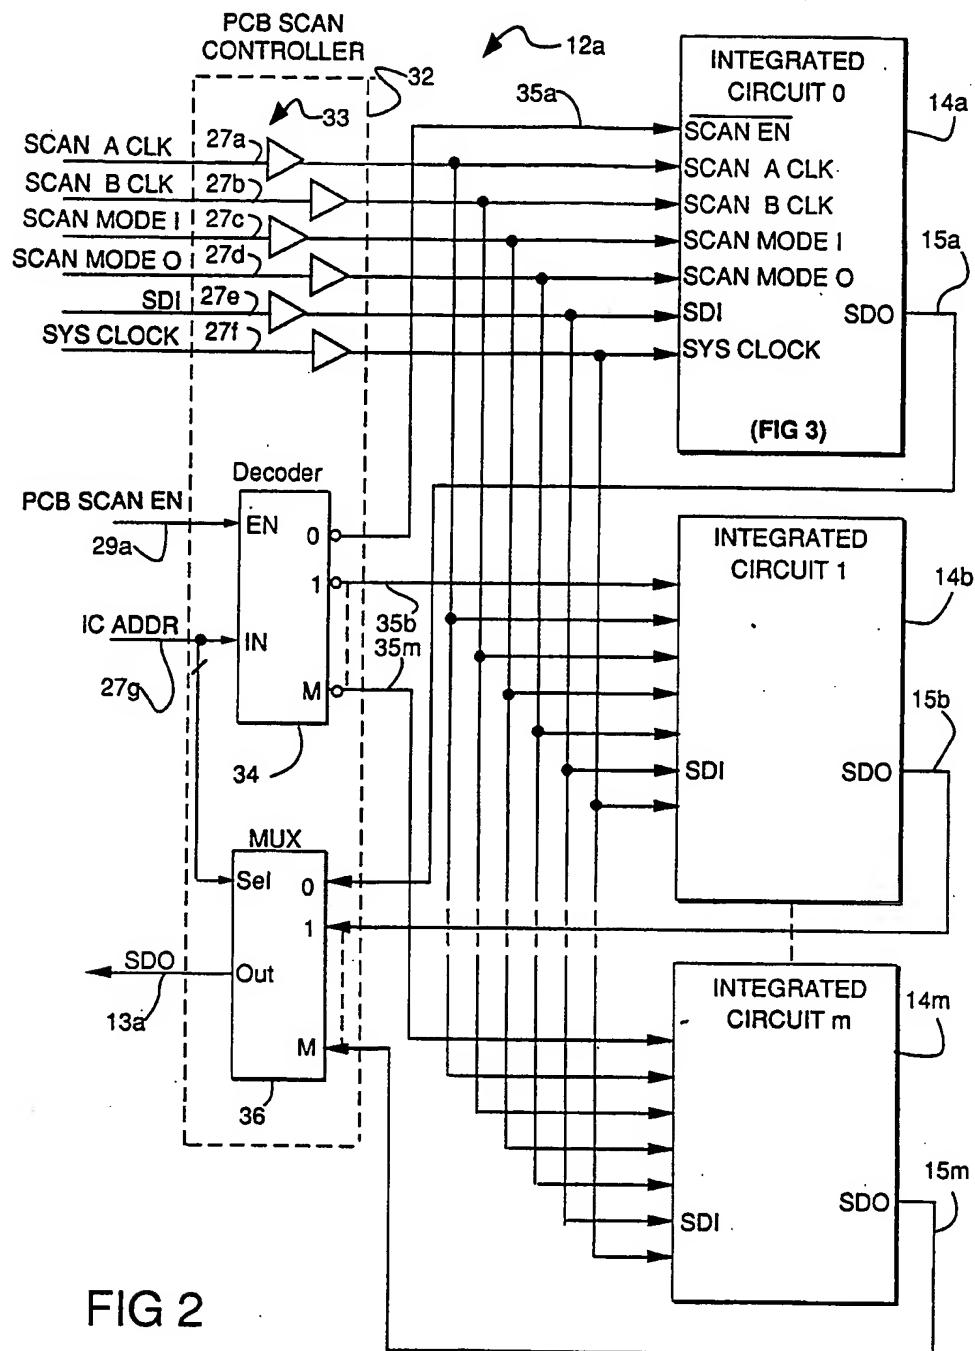 PCB SCAN
CONTROLLER
32
33
12a
35a
SCAN A CLK
27a
SCAN B CLK
27b
SCAN MODE I
27c
SCAN MODE O
27d
SDI
27e
SYS CLOCK
27f
INTEGRATED
CIRCUIT 0
14a
SCAN EN
SCAN A CLK
SCAN B CLK
SCAN MODE I
SCAN MODE O
SDI
SDO
15a
SYS CLOCK
(FIG 3)
Decoder
PCB SCAN EN
29a
EN
0
1
IC ADDR
27g
IN
M
34
35b
35m
INTEGRATED
CIRCUIT 1
14b
SDI
SDO
15b
MUX
Sel
0
1
SDO
13a
Out
M
36
INTEGRATED
CIRCUIT m
14m
SDI
SDO
15m
FIG 2